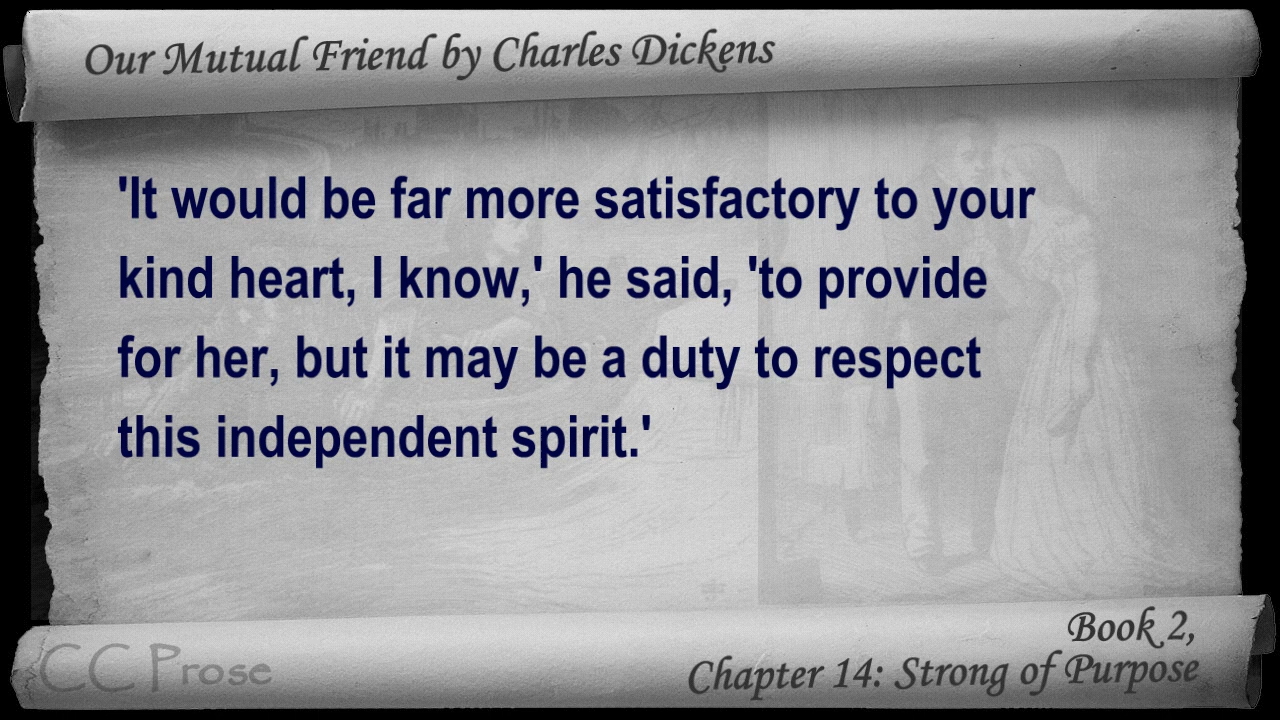 Our Mutual Friend by Charles Dickens
'It would be far more satisfactory to your
kind heart, I know,' he said, 'to provide
for her, but it may be a duty to respect
this independent spirit.'
Book 2,
CC Prose
Chapter 14: Strong of Purpose